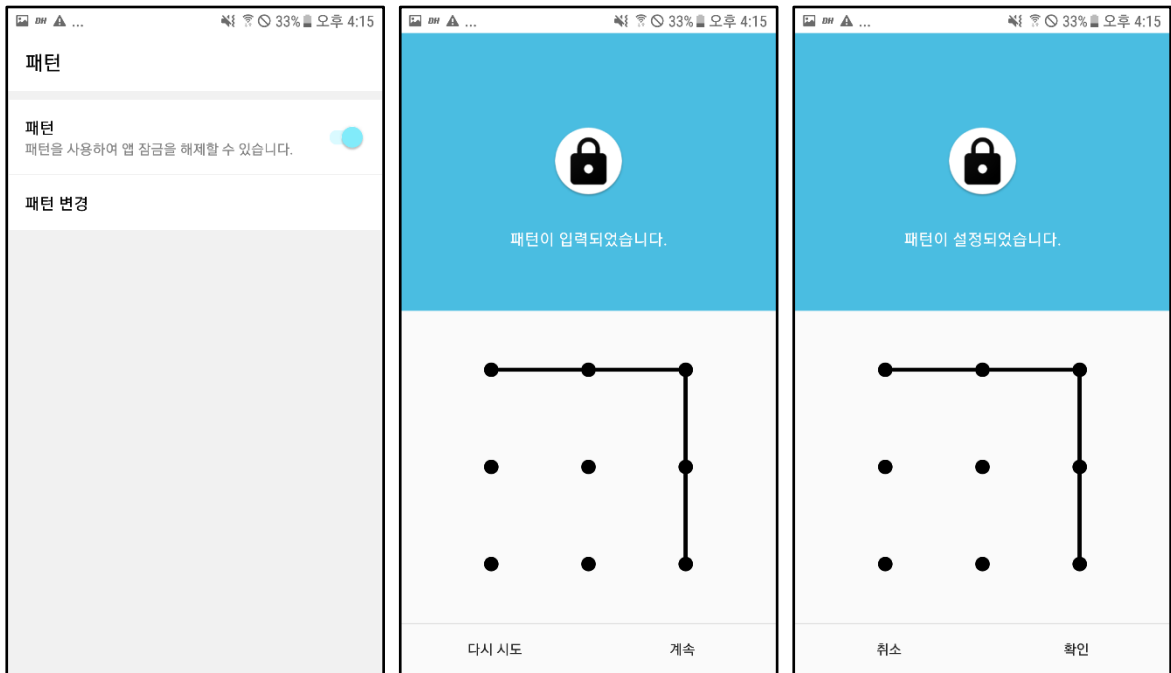 BH ... 33% 오후 4:15
패턴
패턴
패턴을 사용하여 앱 잠금을 해제할 수 있습니다.
패턴 변경
BH ... 33% 오후 4:15
패턴이 입력되었습니다.
다시 시도 계속
BH ... 33% 오후 4:15
패턴이 설정되었습니다.
취소 확인